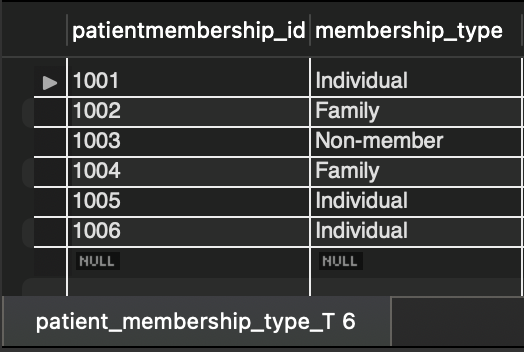 patientmembership_id membership_type
1001 Individual
1002 Family
1003 Non-member
1004 Family
1005 Individual
1006 Individual
NULL NULL
patient_membership_type_T 6